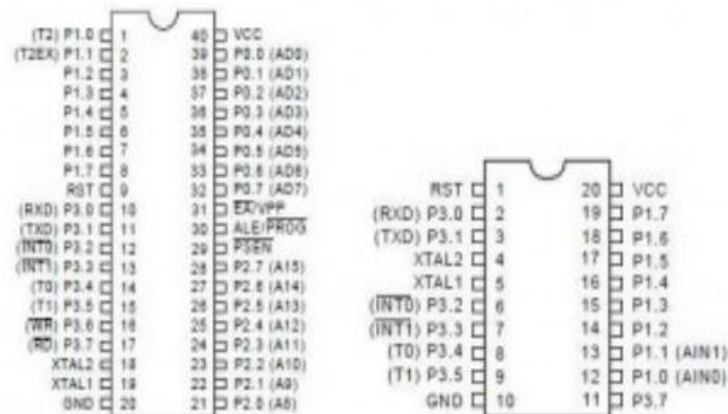 (T2) P1.0 1 40 VCC
(T2EX) P1.1 2 39 P0.0 (AD0)
P1.2 3 38 P0.1 (AD1)
P1.3 4 37 P0.2 (AD2)
P1.4 5 36 P0.3 (AD3)
P1.5 6 35 P0.4 (AD4)
P1.6 7 34 P0.5 (AD5)
P1.7 8 33 P0.6 (AD6)
RST 9 32 P0.7 (AD7)
(RXD) P3.0 10 31 EA/VPP
(TXD) P3.1 11 30 ALE/PROG
(INT0) P3.2 12 29 PSEN
(INT1) P3.3 13 28 P2.7 (A15)
(T0) P3.4 14 27 P2.6 (A14)
(T1) P3.5 15 26 P2.5 (A13)
(WR) P3.6 16 25 P2.4 (A12)
(RD) P3.7 17 24 P2.3 (A11)
XTAL2 18 23 P2.2 (A10)
XTAL1 19 22 P2.1 (A9)
GND 20 21 P2.0 (A8)
RST 1 20 VCC
(RXD) P3.0 2 19 P1.7
(TXD) P3.1 3 18 P1.6
XTAL2 4 17 P1.5
XTAL1 5 16 P1.4
(INT0) P3.2 6 15 P1.3
(INT1) P3.3 7 14 P1.2
(T0) P3.4 8 13 P1.1 (AIN1)
(T1) P3.5 9 12 P1.0 (AIN0)
GND 10 11 P3.7